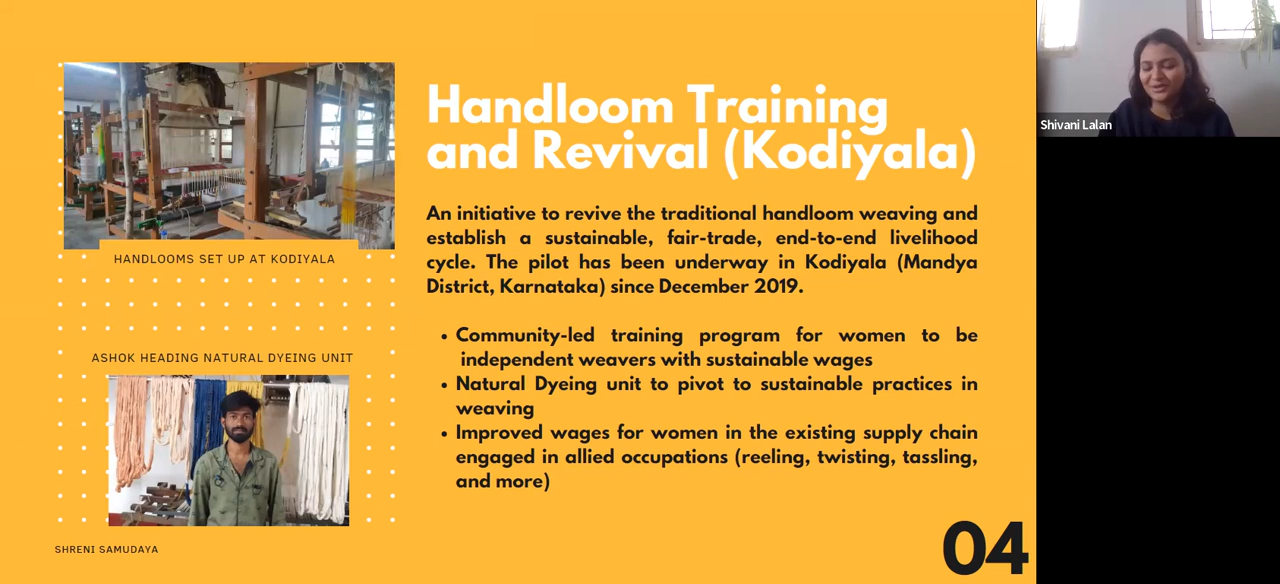 Handloom Training
and Revival (Kodiyala)
An initiative to revive the traditional handloom weaving and
establish a sustainable, fair-trade, end-to-end livelihood
cycle. The pilot has been underway in Kodiyala (Mandya
District, Karnataka) since December 2019.
• Community-led training program for women to be
independent weavers with sustainable wages
• Natural Dyeing unit to pivot to sustainable practices in
weaving
• Improved wages for women in the existing supply chain
engaged in allied occupations (reeling, twisting, tassling,
and more)
HANDLOOMS SET UP AT KODIYALA
ASHOK HEADING NATURAL DYEING UNIT
SHRENI SAMUDAYA
04
Shivani Lalan